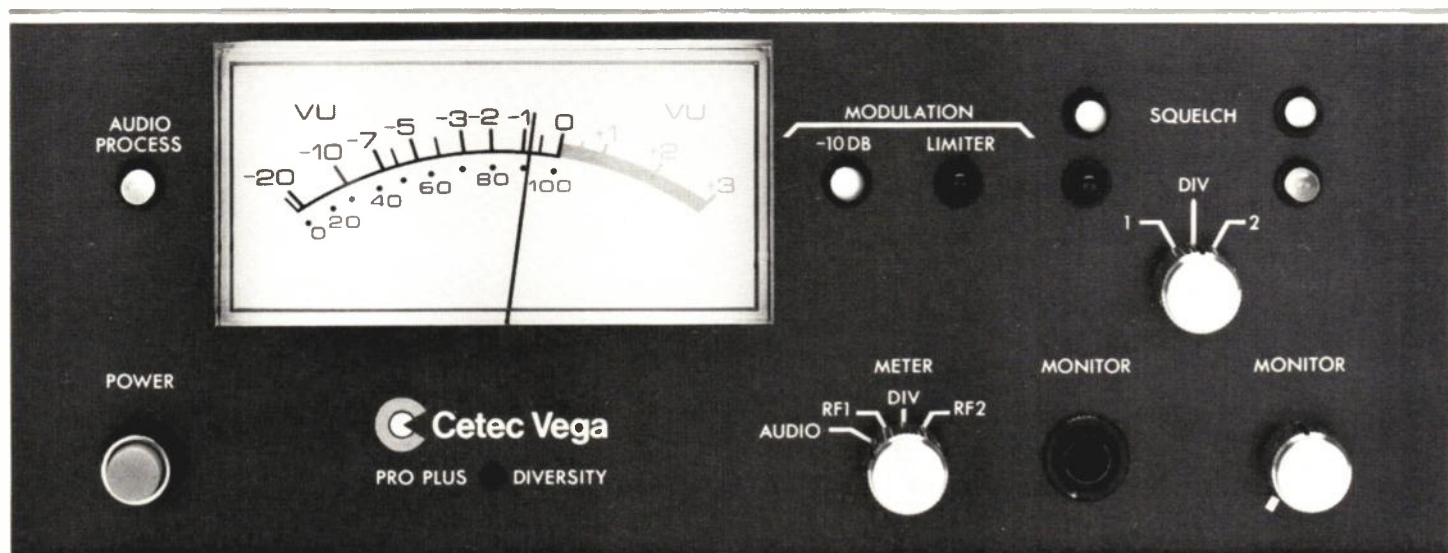 AUDIO
PROCESS
VU
VU
-20 -10 -7 -5 -3 -2 -1 0 +1 +2 +3
0 20 40 60 80 100
MODULATION
-10 DB
LIMITER
SQUELCH
DIV
1
2
POWER
Cetec Vega
PRO PLUS DIVERSITY
METER
AUDIO
RF1
DIV
RF2
MONITOR
MONITOR